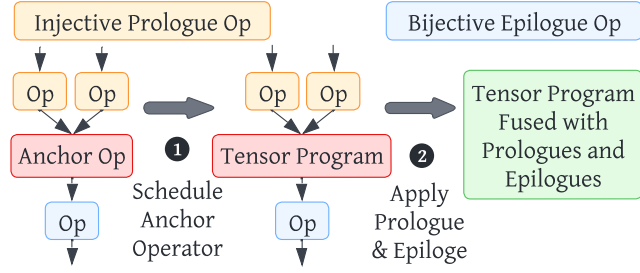 Injective Prologue Op
Bijective Epilogue Op
Op
Op
Op
Op
Anchor Op
1
Tensor Program
2
Tensor Program
Fused with
Prologues and
Epilogues
Schedule
Anchor
Operator
Apply
Prologue
& Epiloge
Op
Op